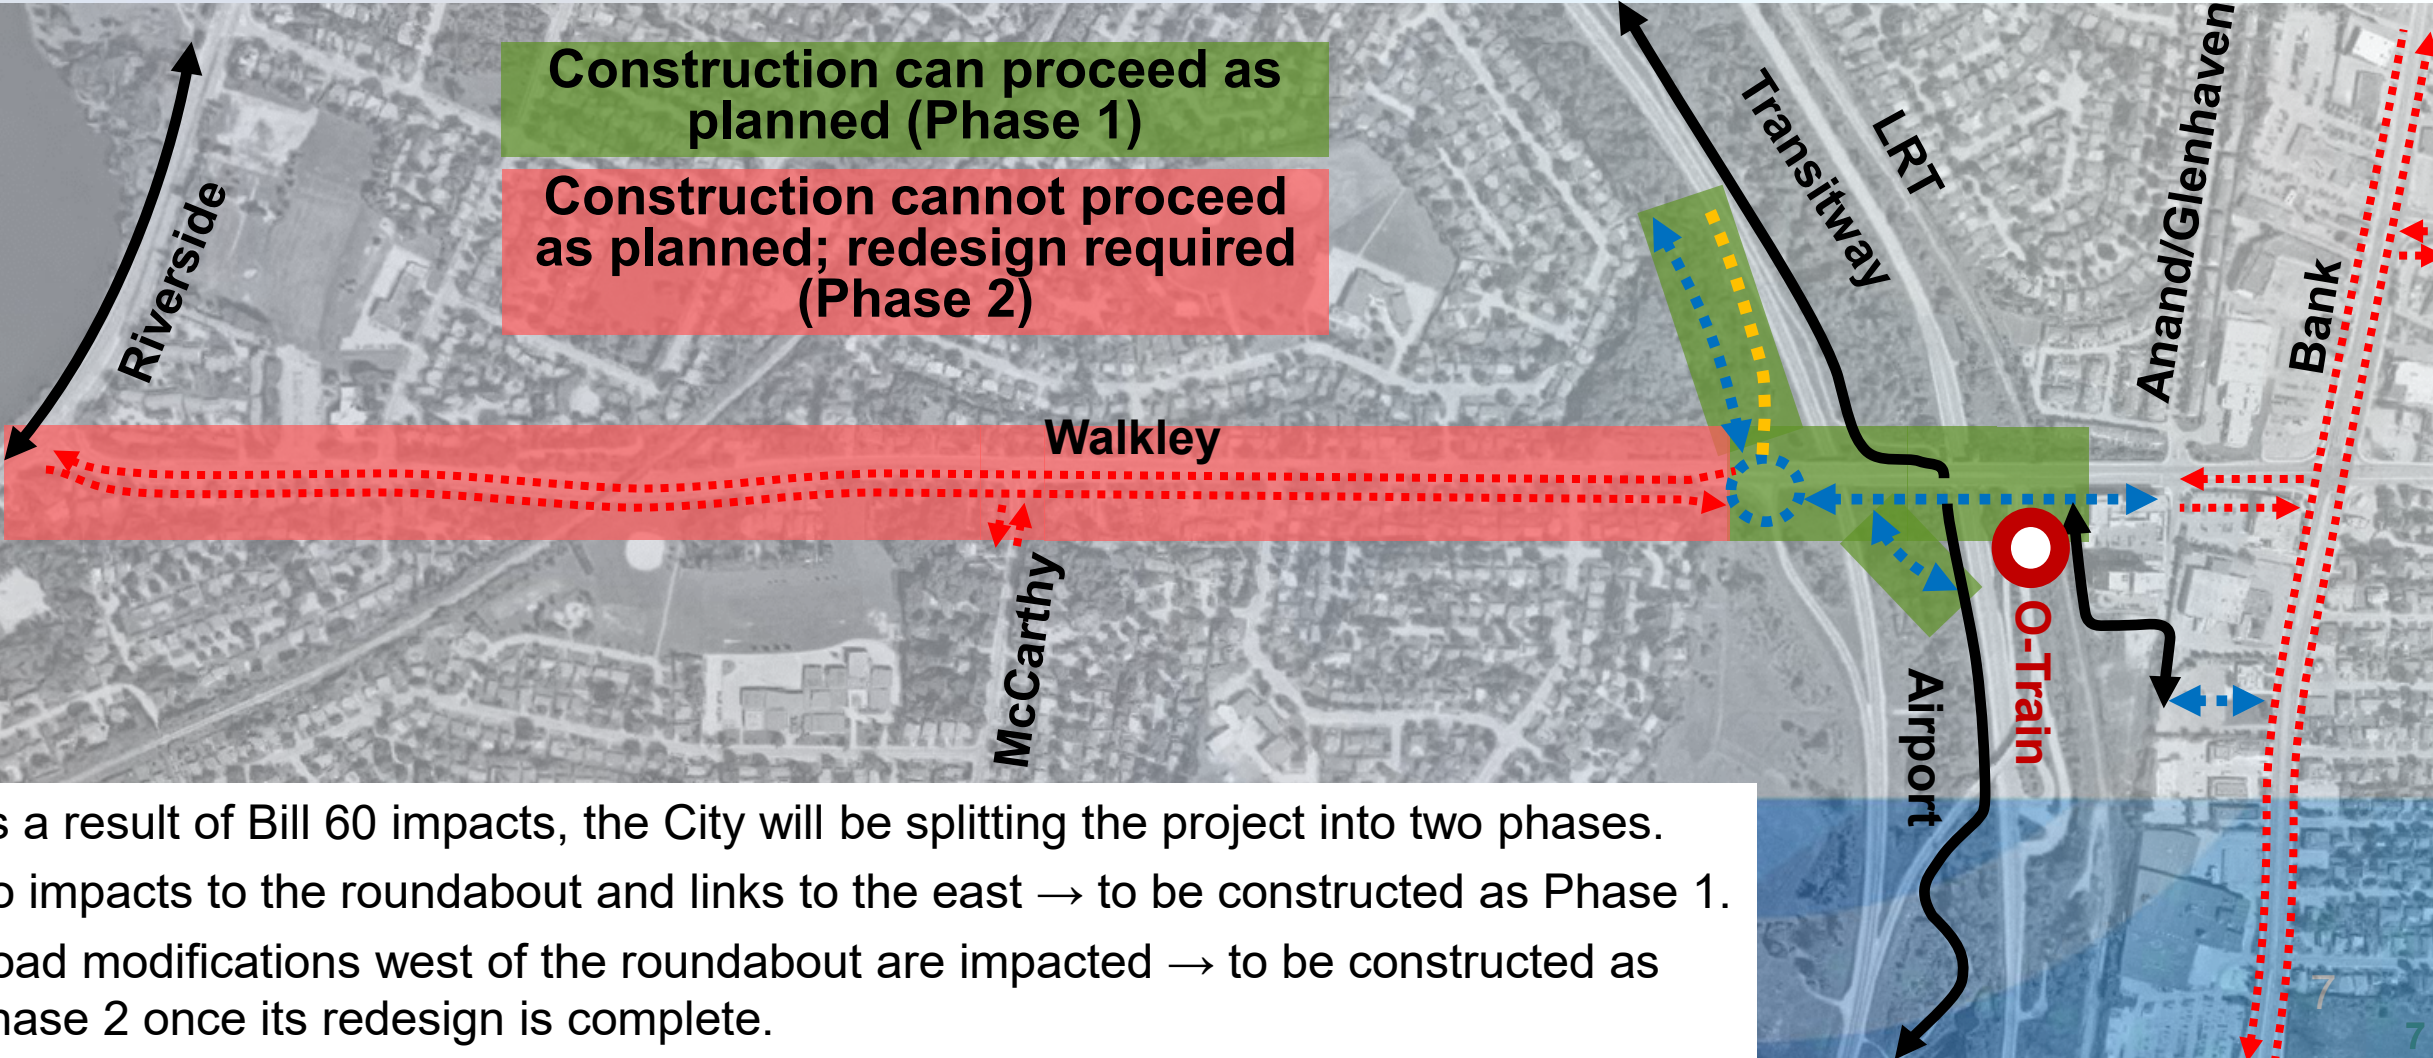 Construction can proceed as
planned (Phase 1)
Construction cannot proceed
as planned; redesign required
(Phase 2)
Riverside
Walkley
McCarthy
Transitway
LRT
Anand/Glenhaven
Bank
O-Train
Airport
s a result of Bill 60 impacts, the City will be splitting the project into two phases.
o impacts to the roundabout and links to the east → to be constructed as Phase 1.
oad modifications west of the roundabout are impacted → to be constructed as
hase 2 once its redesign is complete.
7
7